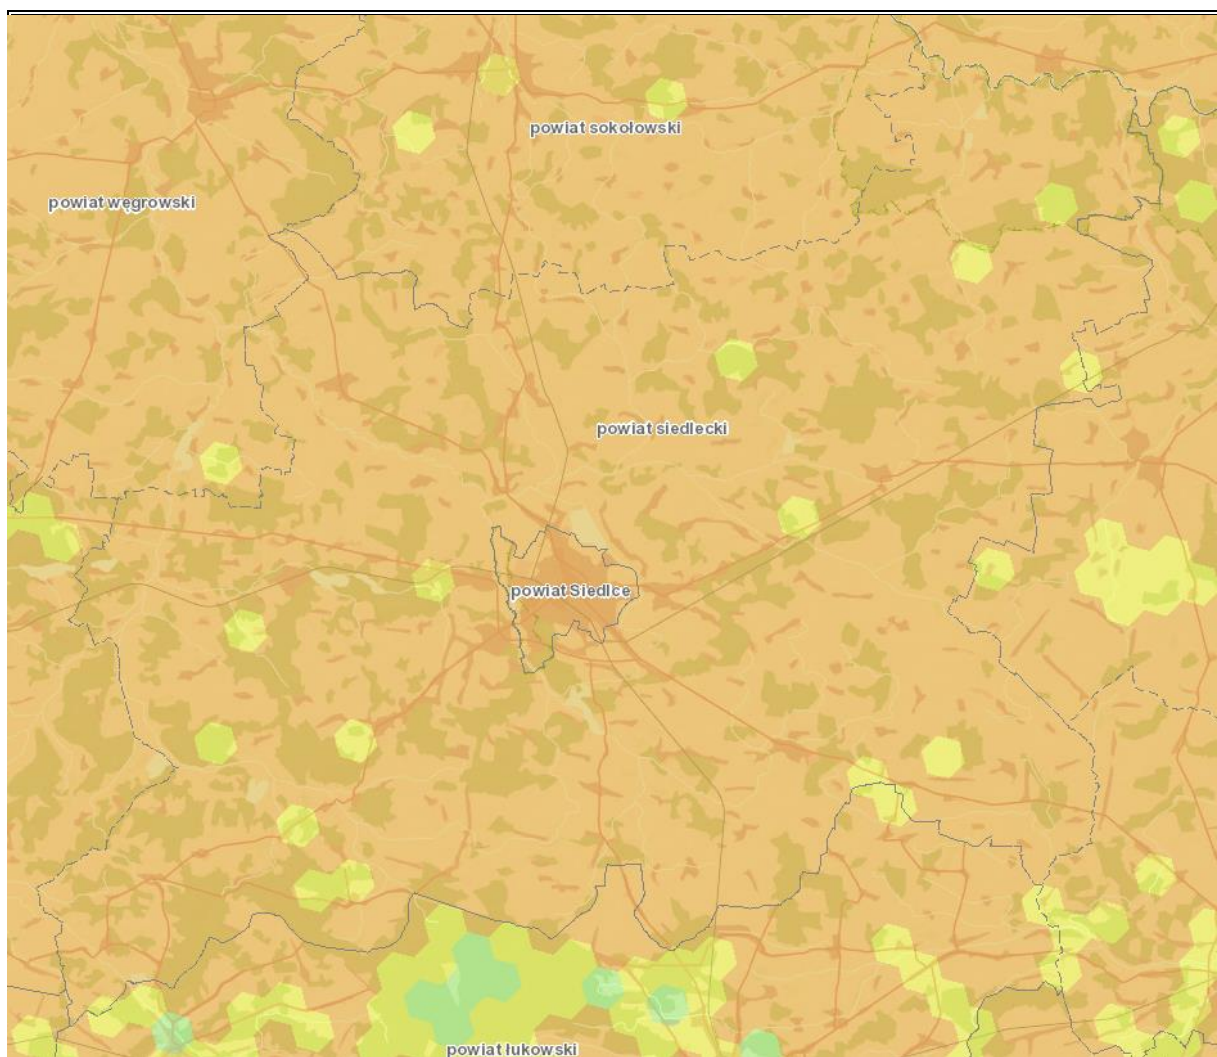 powiat sokołowski
powiat węgrowski
powiat siedlecki
powiat Siedlce
powiat łukowski